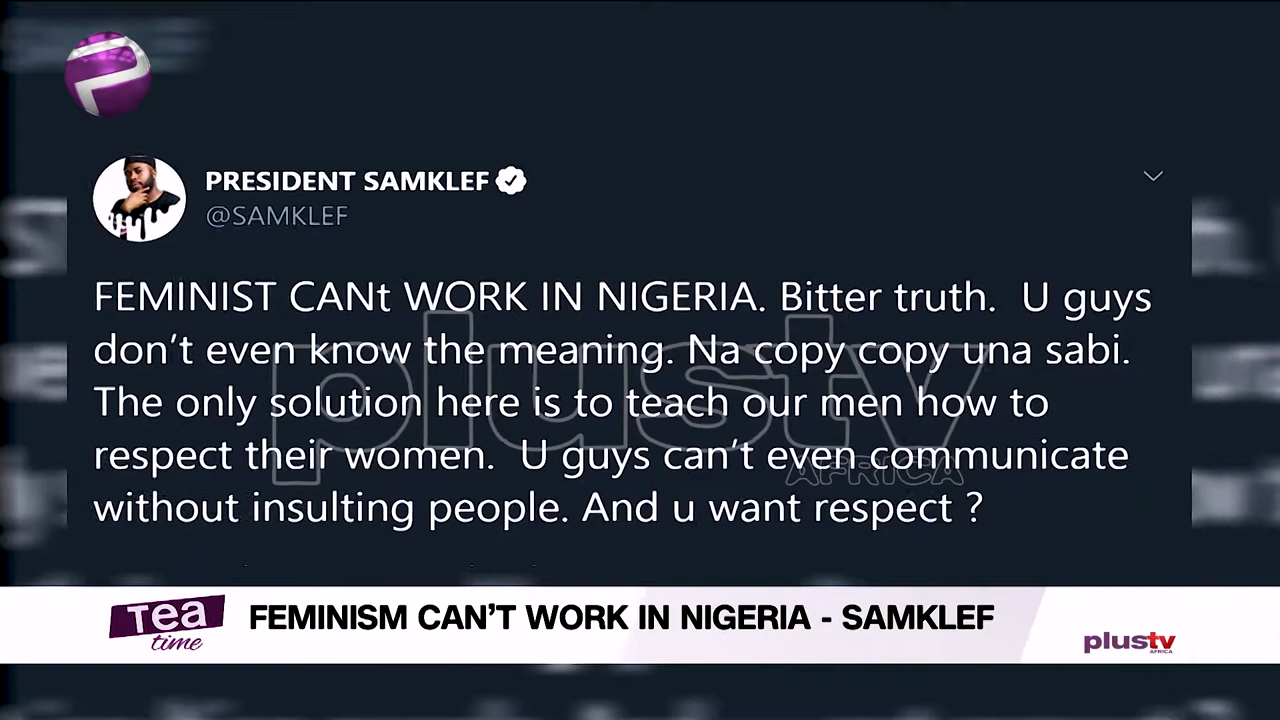 PRESIDENT SAMKLEF
@SAMKLEF
FEMINIST CANt WORK IN NIGERIA. Bitter truth. U guys
don't even know the meaning. Na copy copy una sabi.
The only solution here is to teach our men how to
respect their women. U guys can't even communicate
without insulting people. And u want respect ?
plustv
AFRICA
Tea
time
FEMINISM CAN'T WORK IN NIGERIA - SAMKLEF
plustv
AFRICA